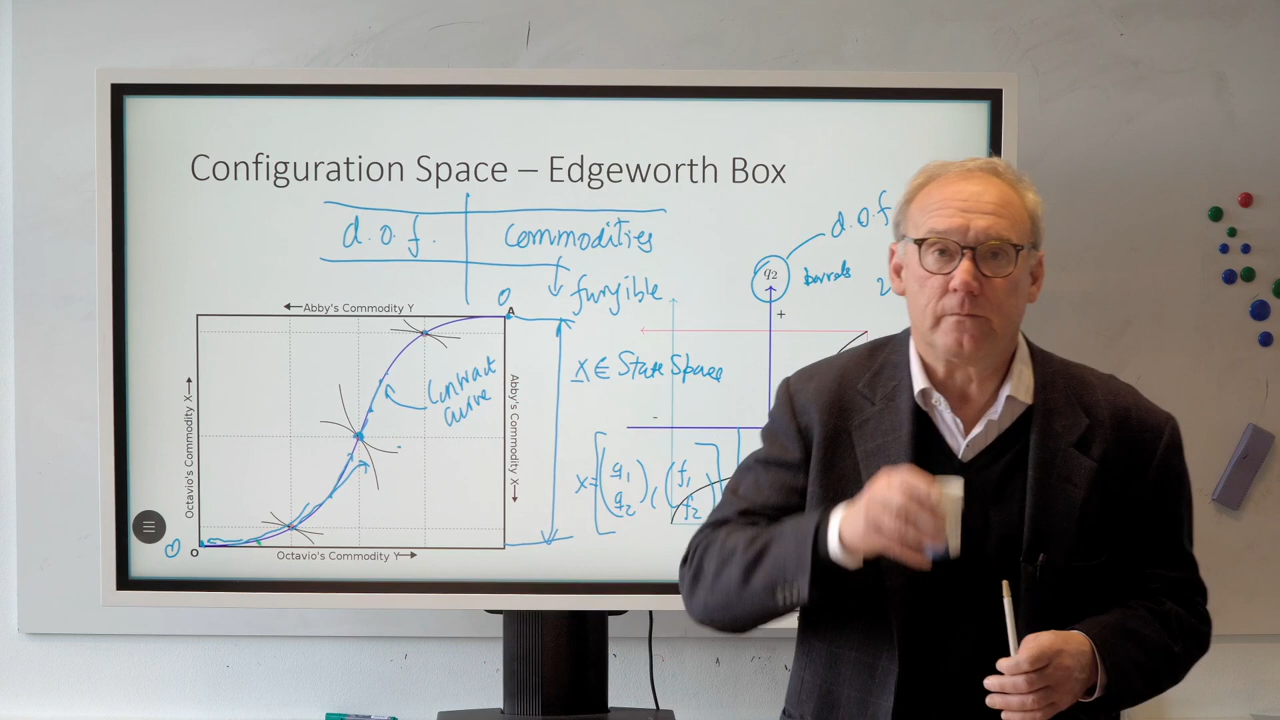 Configuration Space – Edgeworth Box
d.o.f. commodities
fungible
d.o.f
q2
barrels
2
+
-
←Abby's Commodity Y
O
A
Octavio's Commodity X→
Abby's Commodity X→
Contract
curve
x ∈ State Space
x = [(q1 q2), (f1 f2)]
O
O
Octavio's Commodity Y→